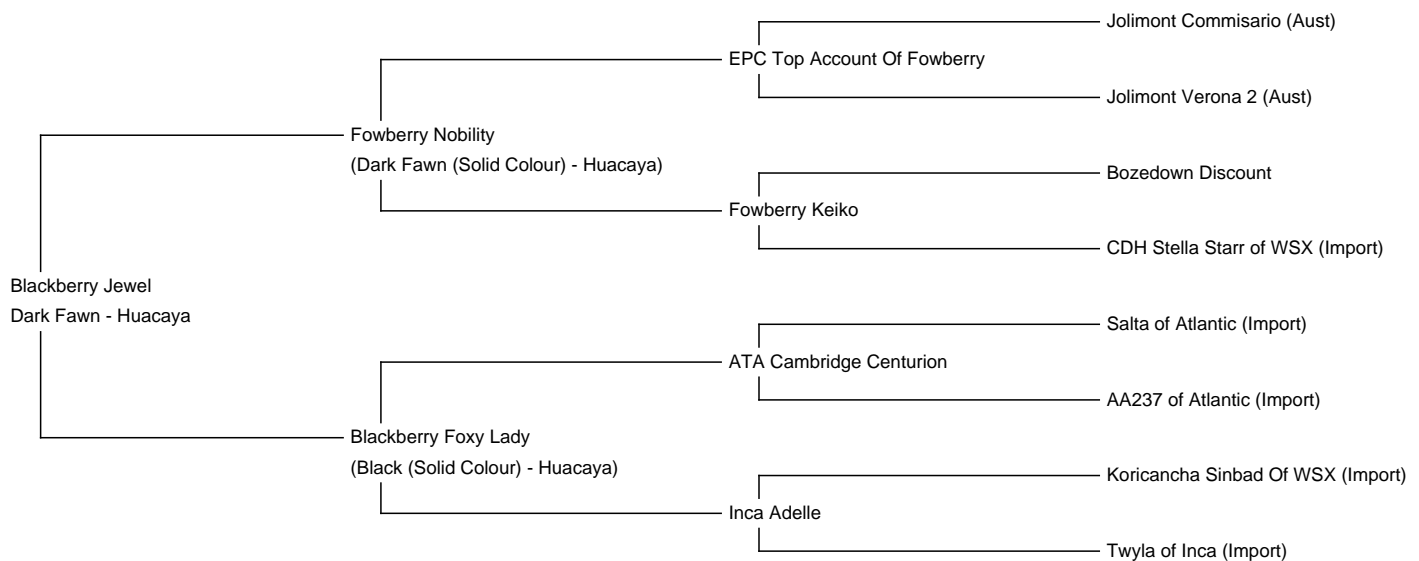 Jolimont Commisario (Aust)
EPC Top Account Of Fowberry
Jolimont Verona 2 (Aust)
Fowberry Nobility
(Dark Fawn (Solid Colour) - Huacaya)
Bozedown Discount
Fowberry Keiko
CDH Stella Starr of WSX (Import)
Blackberry Jewel
Dark Fawn - Huacaya
Salta of Atlantic (Import)
ATA Cambridge Centurion
AA237 of Atlantic (Import)
Blackberry Foxy Lady
(Black (Solid Colour) - Huacaya)
Koricancha Sinbad Of WSX (Import)
Inca Adelle
Twyla of Inca (Import)